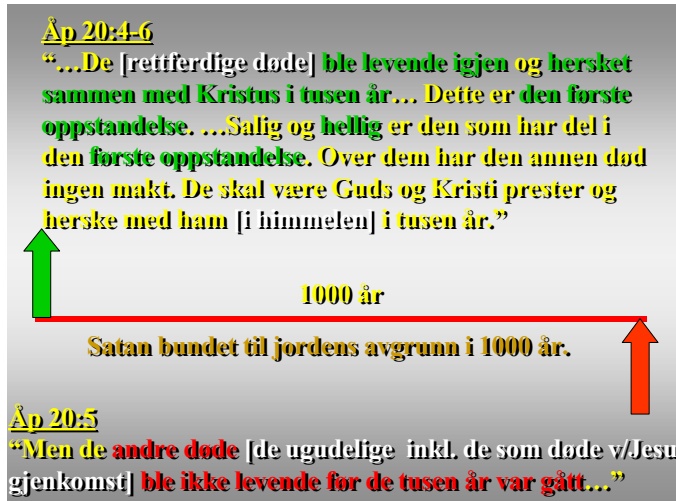 Åp 20:4-6
“…De [rettferdige døde] ble levende igjen og hersket
sammen med Kristus i tusen år… Dette er den første
oppstandelse. …Salig og hellig er den som har del i
den første oppstandelse. Over dem har den annen død
ingen makt. De skal være Guds og Kristi prester og
herske med ham [i himmelen] i tusen år.”
1000 år
Satan bundet til jordens avgrunn i 1000 år.
Åp 20:5
“Men de andre døde [de ugudelige inkl. de som døde v/Jesu
gjenkomst] ble ikke levende før de tusen år var gått…”